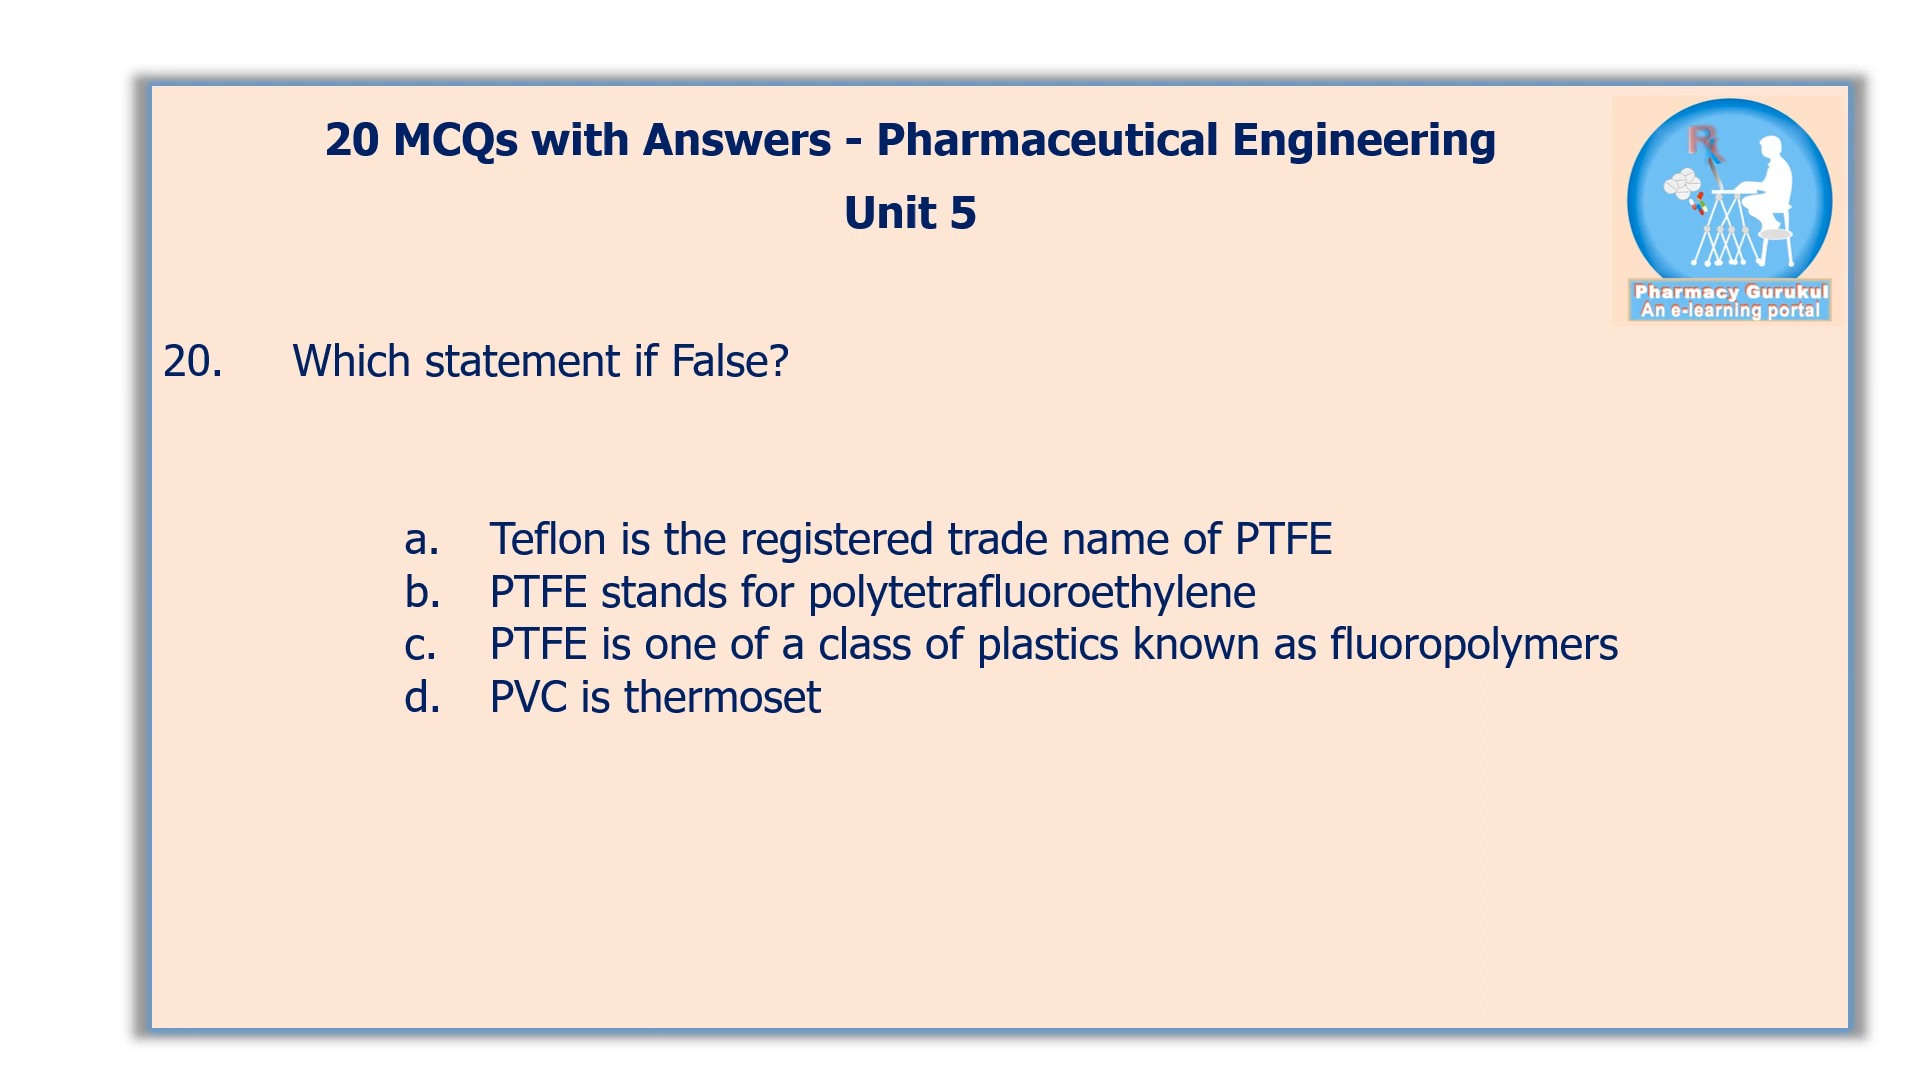 20 MCQs with Answers - Pharmaceutical Engineering
Unit 5
Rx
Pharmacy Gurukul
An e-learning portal
20. Which statement if False?
a. Teflon is the registered trade name of PTFE
b. PTFE stands for polytetrafluoroethylene
c. PTFE is one of a class of plastics known as fluoropolymers
d. PVC is thermoset